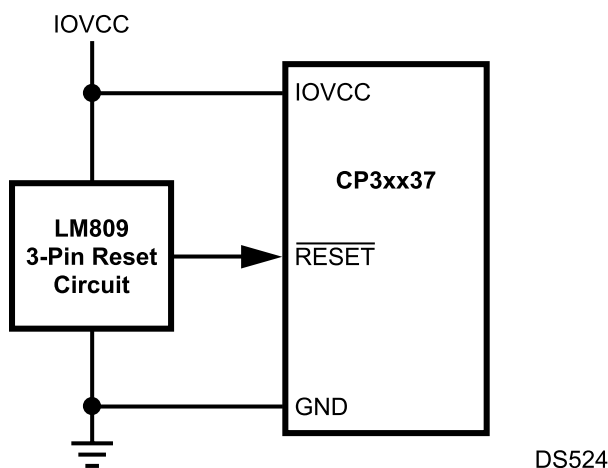 IOVCC
IOVCC
CP3xx37
LM809
3-Pin Reset
Circuit
RESET
GND
DS524